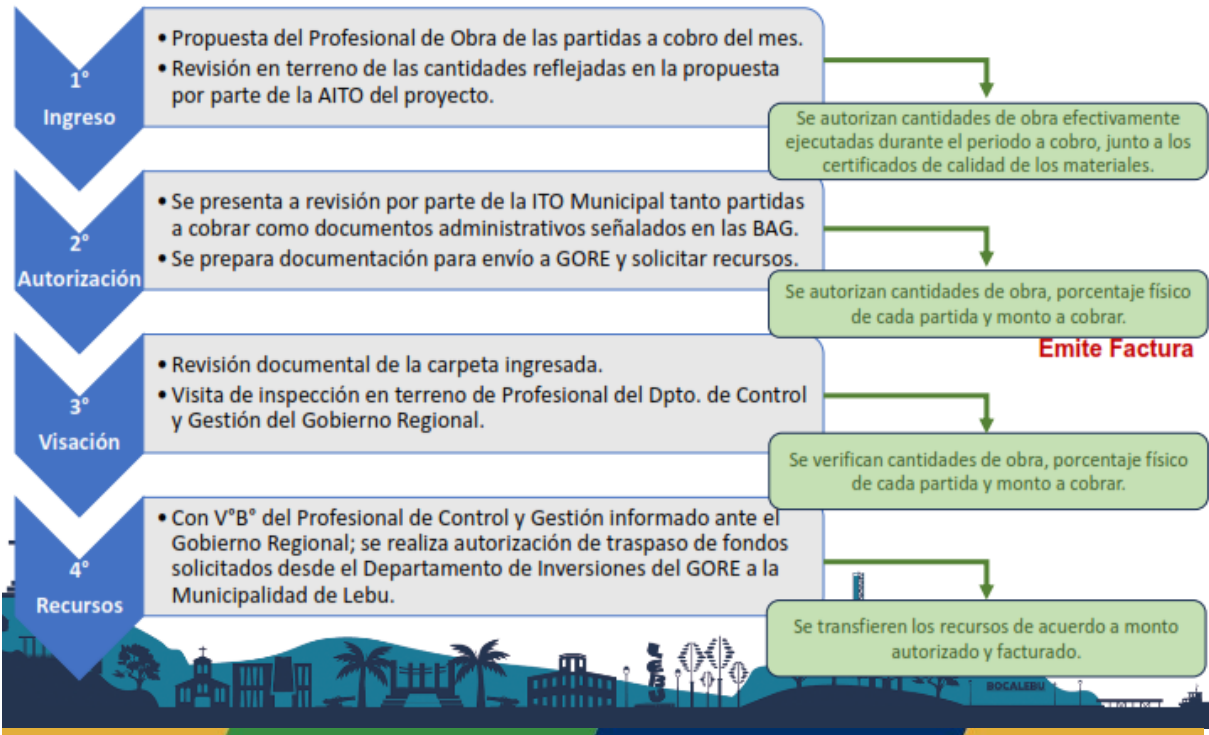 1°
Ingreso
• Propuesta del Profesional de Obra de las partidas a cobro del mes.
• Revisión en terreno de las cantidades reflejadas en la propuesta
por parte de la AITO del proyecto.
Se autorizan cantidades de obra efectivamente
ejecutadas durante el periodo a cobro, junto a los
certificados de calidad de los materiales.
2°
Autorización
• Se presenta a revisión por parte de la ITO Municipal tanto partidas
a cobrar como documentos administrativos señalados en las BAG.
• Se prepara documentación para envío a GORE y solicitar recursos.
Se autorizan cantidades de obra, porcentaje físico
de cada partida y monto a cobrar.
Emite Factura
3°
Visación
• Revisión documental de la carpeta ingresada.
• Visita de inspección en terreno de Profesional del Dpto. de Control
y Gestión del Gobierno Regional.
Se verifican cantidades de obra, porcentaje físico
de cada partida y monto a cobrar.
4°
Recursos
• Con V°B° del Profesional de Control y Gestión informado ante el
Gobierno Regional; se realiza autorización de traspaso de fondos
solicitados desde el Departamento de Inversiones del GORE a la
Municipalidad de Lebu.
Se transfieren los recursos de acuerdo a monto
autorizado y facturado.
LEBU
BOCALEBU